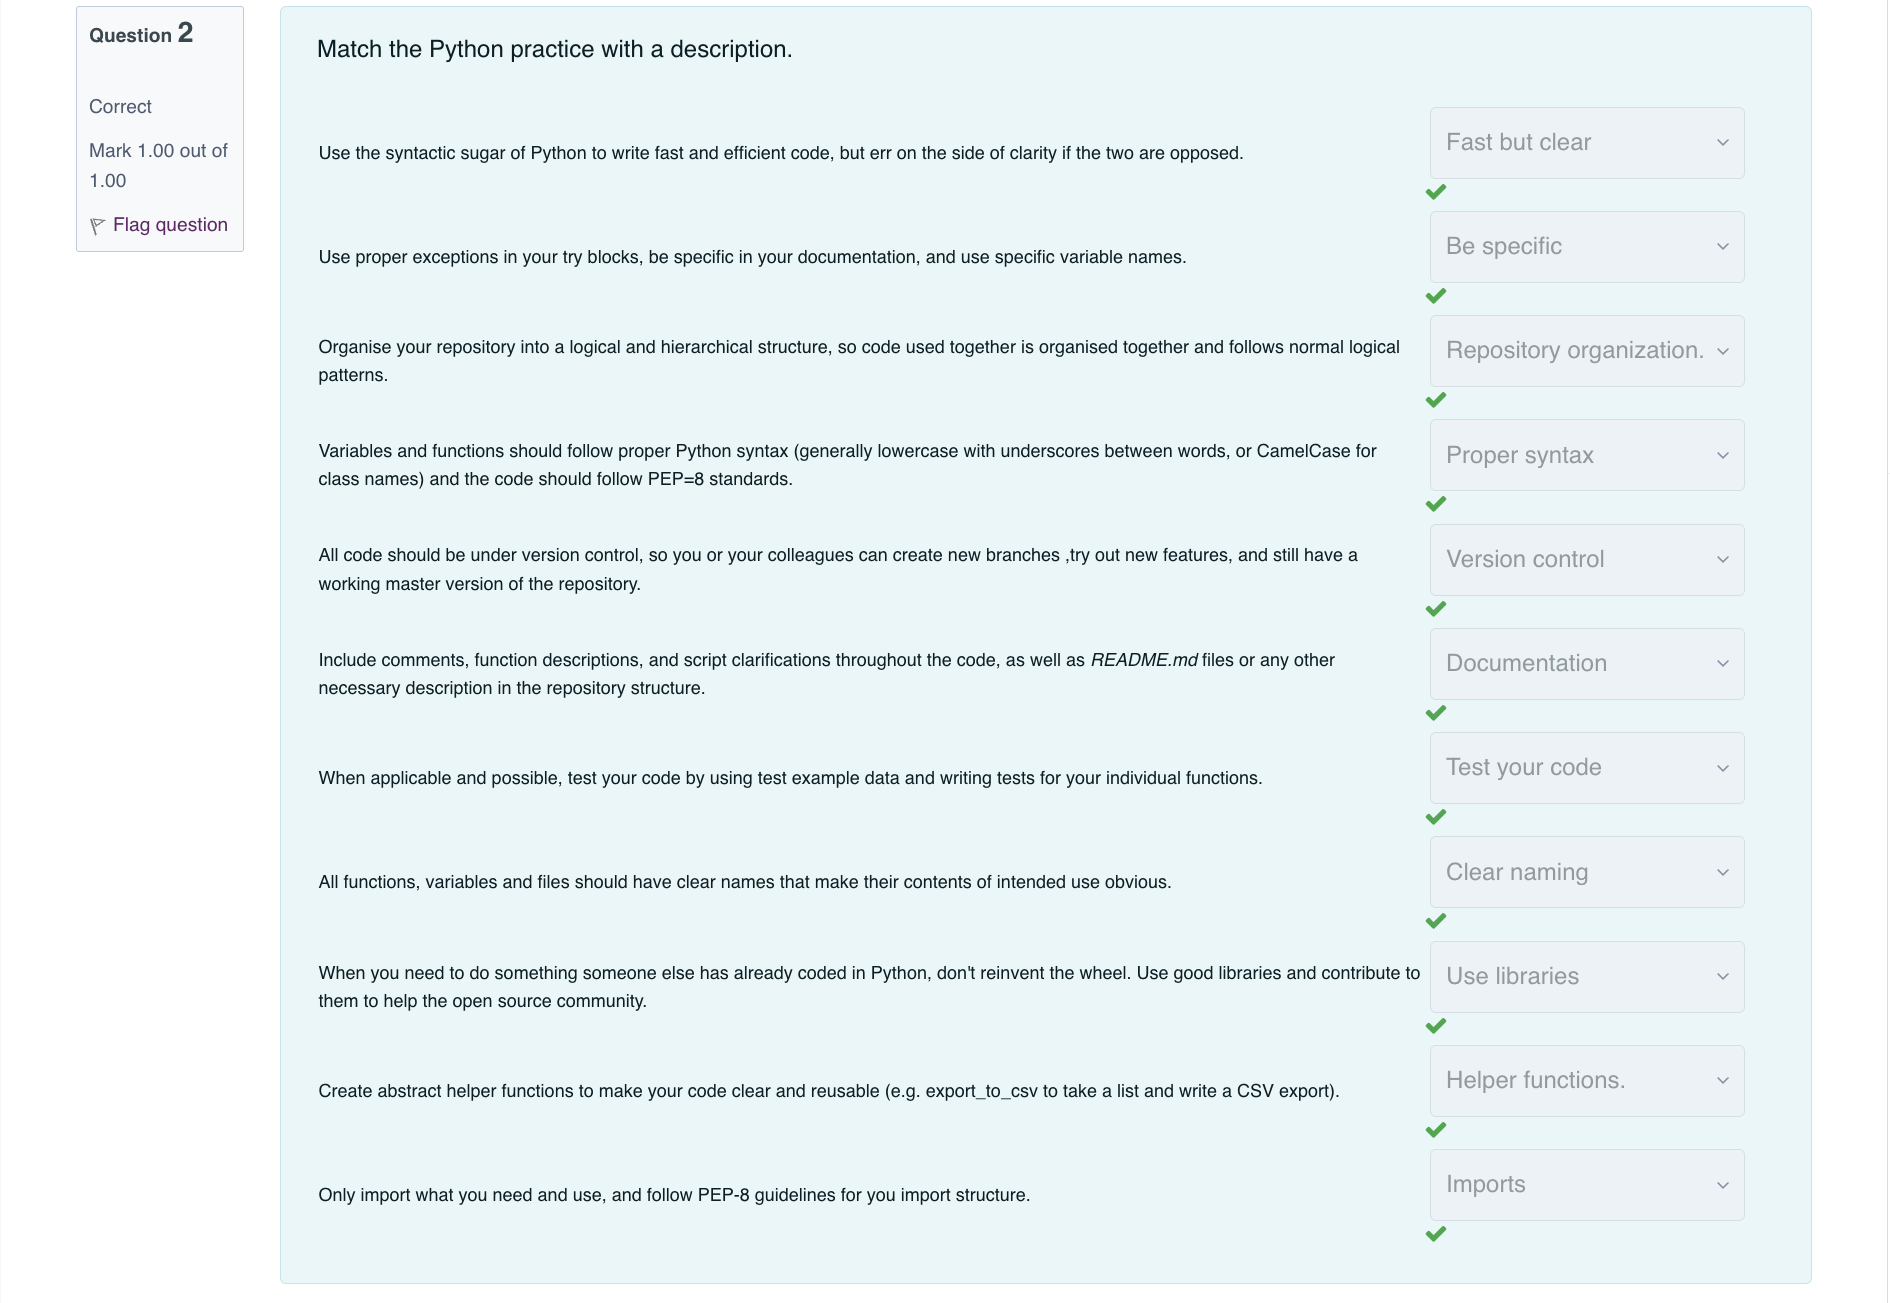 Question 2
Correct
Mark 1.00 out of
1.00
Flag question
Match the Python practice with a description.
Use the syntactic sugar of Python to write fast and efficient code, but err on the side of clarity if the two are opposed.
Fast but clear
Use proper exceptions in your try blocks, be specific in your documentation, and use specific variable names.
Be specific
Organise your repository into a logical and hierarchical structure, so code used together is organised together and follows normal logical
patterns.
Repository organization.
Variables and functions should follow proper Python syntax (generally lowercase with underscores between words, or CamelCase for
class names) and the code should follow PEP=8 standards.
Proper syntax
All code should be under version control, so you or your colleagues can create new branches ,try out new features, and still have a
working master version of the repository.
Version control
Include comments, function descriptions, and script clarifications throughout the code, as well as README.md files or any other
necessary description in the repository structure.
Documentation
When applicable and possible, test your code by using test example data and writing tests for your individual functions.
Test your code
All functions, variables and files should have clear names that make their contents of intended use obvious.
Clear naming
When you need to do something someone else has already coded in Python, don't reinvent the wheel. Use good libraries and contribute to
them to help the open source community.
Use libraries
Create abstract helper functions to make your code clear and reusable (e.g. export_to_csv to take a list and write a CSV export).
Helper functions.
Only import what you need and use, and follow PEP-8 guidelines for you import structure.
Imports